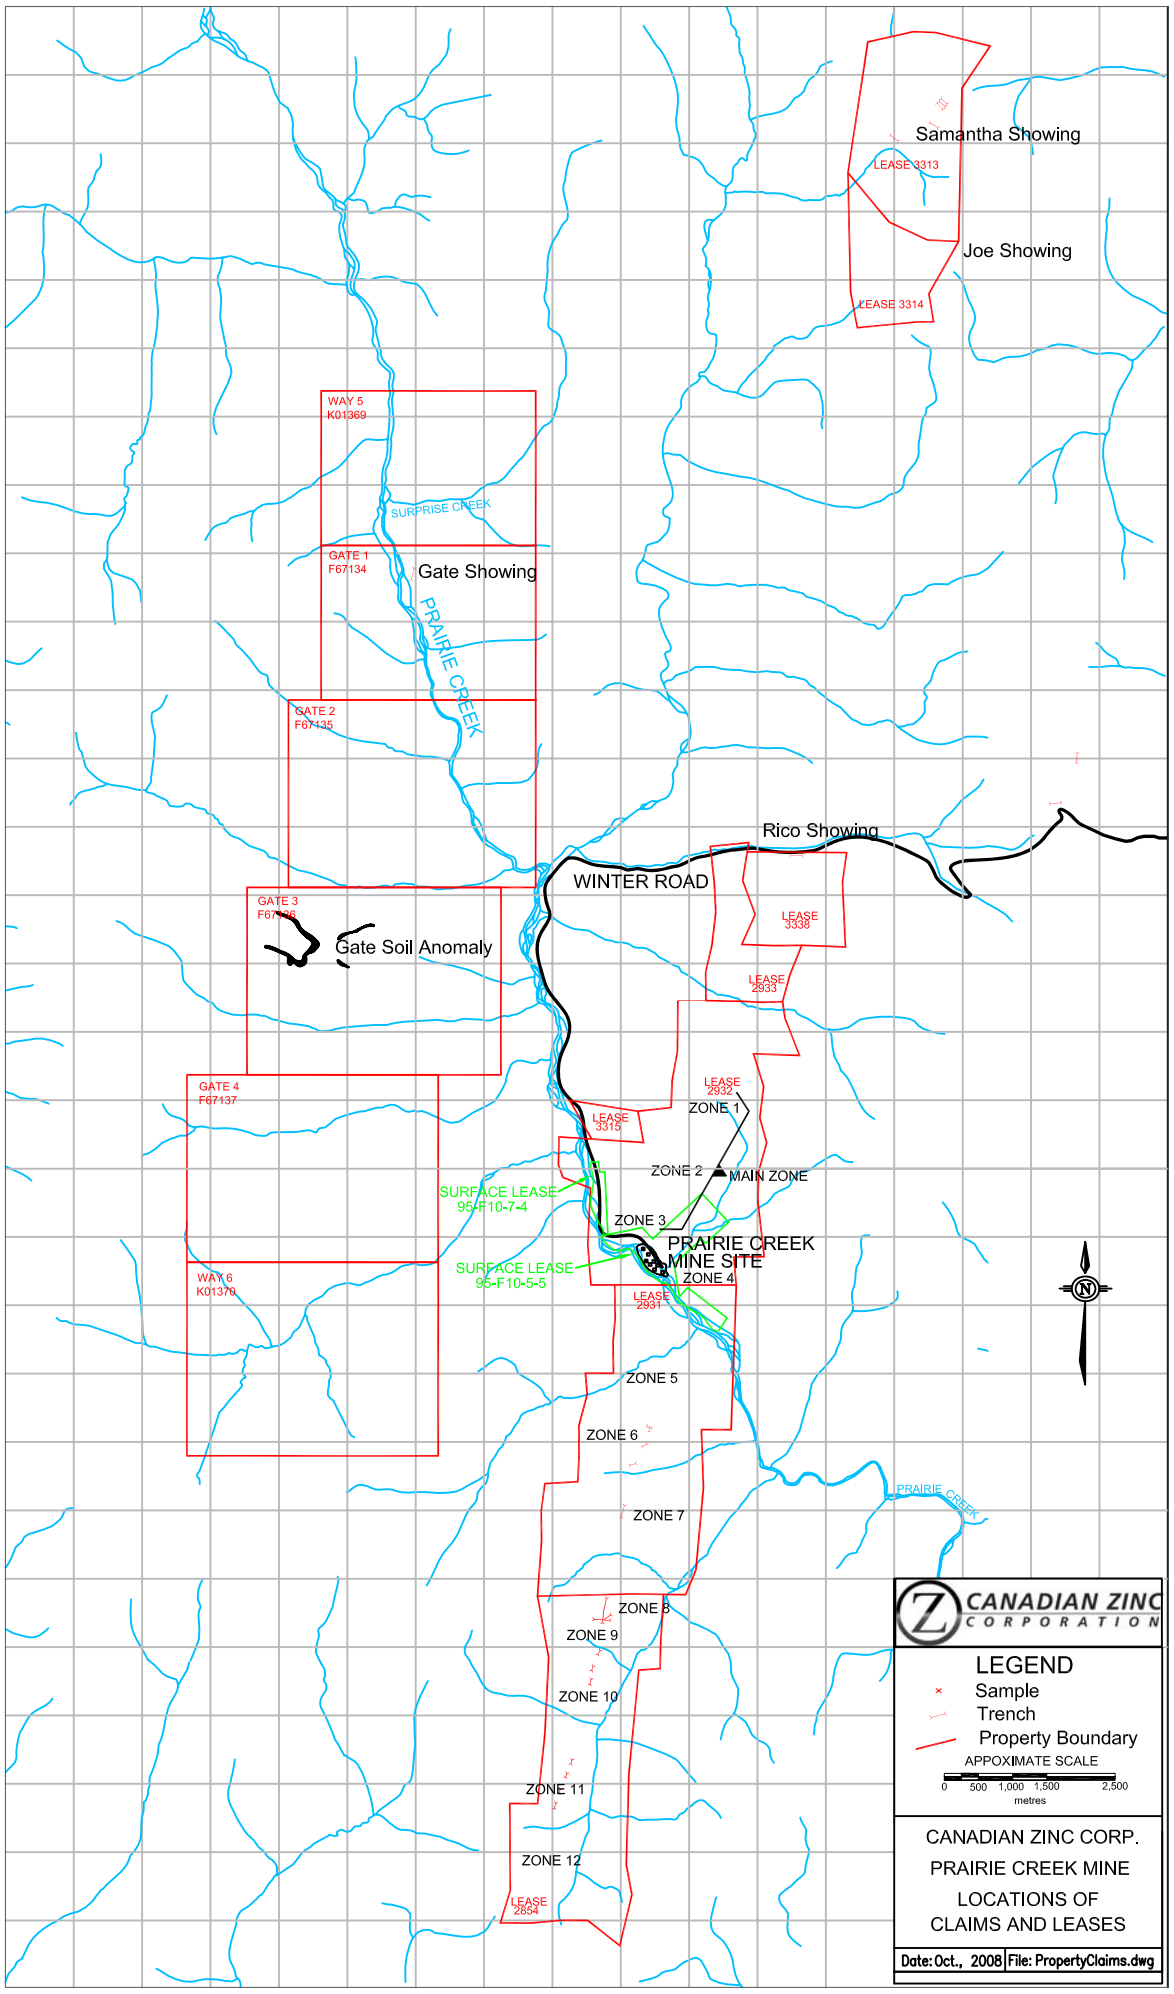 Samantha Showing
LEASE 3313
Joe Showing
LEASE 3314
WAY 5
K01369
SURPRISE CREEK
GATE 1
F67134
Gate Showing
PRAIRIE CREEK
GATE 2
F67135
Rico Showing
WINTER ROAD
GATE 3
F67136
LEASE
3338
Gate Soil Anomaly
LEASE
2933
GATE 4
F67137
LEASE
2932
ZONE 1
LEASE
3315
ZONE 2
MAIN ZONE
SURFACE LEASE
95-F10-7-4
ZONE 3
PRAIRIE CREEK
MINE SITE
SURFACE LEASE
95-F10-5-5
ZONE 4
WAY 6
K01370
LEASE
2931
N
ZONE 5
ZONE 6
PRAIRIE CREEK
ZONE 7
ZONE 8
ZONE 9
ZONE 10
ZONE 11
ZONE 12
LEASE
2854
Z
CANADIAN ZINC
CORPORATION
LEGEND
Sample
Trench
Property Boundary
APPOXIMATE SCALE
0 500 1,000 1,500 2,500
metres
CANADIAN ZINC CORP.
PRAIRIE CREEK MINE
LOCATIONS OF
CLAIMS AND LEASES
Date: Oct., 2008 File: PropertyClaims.dwg